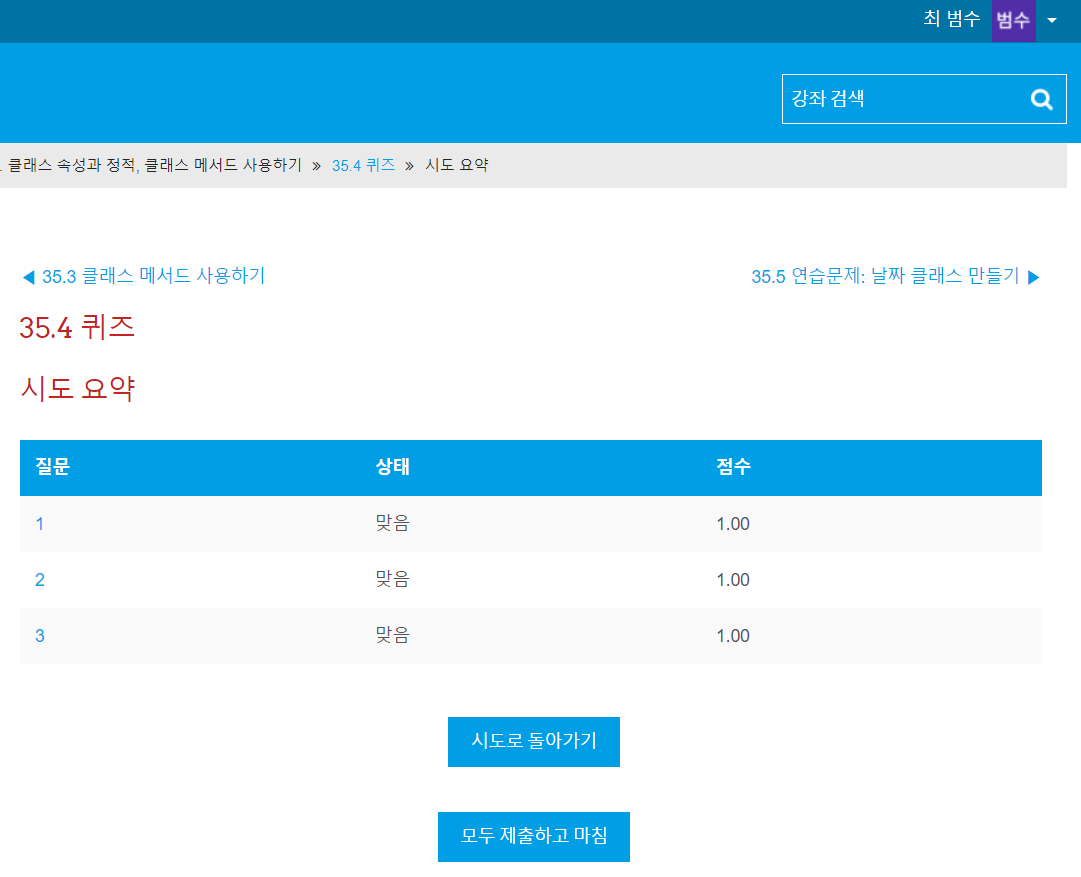 최 범수 범수
강좌 검색
. 클래스 속성과 정적, 클래스 메서드 사용하기 » 35.4 퀴즈 » 시도 요약
◀ 35.3 클래스 메서드 사용하기
35.5 연습문제: 날짜 클래스 만들기 ▶
35.4 퀴즈
시도 요약
질문 상태 점수
1 맞음 1.00
2 맞음 1.00
3 맞음 1.00
시도로 돌아가기
모두 제출하고 마침